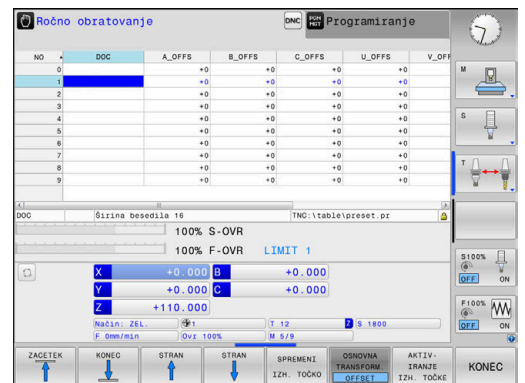 Ročno obratovanje
DNC
PGM MGT
Programiranje
NO DOC A_OFFS B_OFFS C_OFFS U_OFFS V_OFF
0 +0 +0 +0 +0
1 +0 +0 +0 +0
2 +0 +0 +0 +0
3 +0 +0 +0 +0
4 +0 +0 +0 +0
5 +0 +0 +0 +0
6 +0 +0 +0 +0
7 +0 +0 +0 +0
8 +0 +0 +0 +0
9 +0 +0 +0 +0
DOC Širina besedila 16 TNC:\table\preset.pr
100% S-OVR
100% F-OVR LIMIT 1
X +0.000 B +0.000
Y +0.000 C +0.000
Z +110.000
Način: ZEL. 1 T 12 Z S 1800
F 0mm/min Ovr 100% M 5/9
M
S
T
S100%
OFF ON
F100%
OFF ON
ZACETEK
KONEC
STRAN
STRAN
SPREMENI
IZH. TOČKO
OSNOVNA
TRANSFORM.
OFFSET
AKTIV-
IRANJE
IZH. TOČKE
KONEC